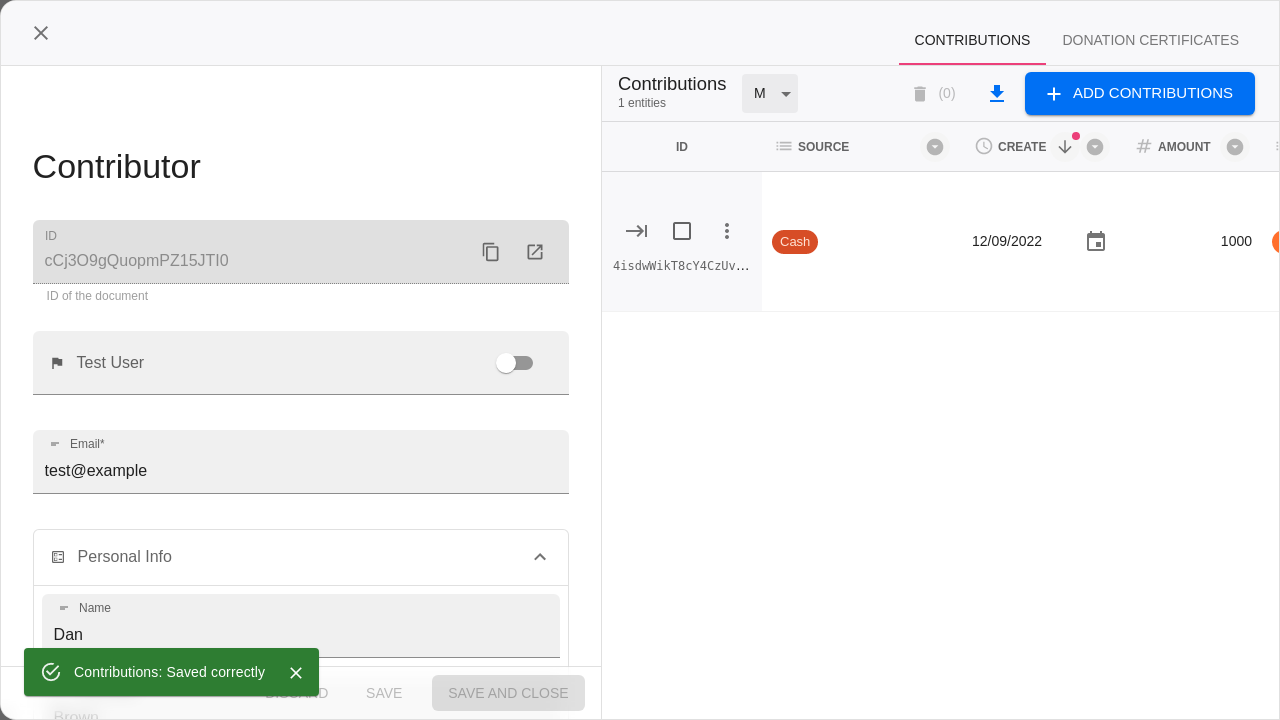 CONTRIBUTIONS
DONATION CERTIFICATES
Contributor
ID
cCj3O9gQuopmPZ15JTI0
ID of the document
Test User
Email*
test@example
Personal Info
Name
Dan
Contributions: Saved correctly
DISCARD
SAVE
SAVE AND CLOSE
Brown
Contributions
1 entities
M
(0)
ADD CONTRIBUTIONS
ID
SOURCE
CREATE
AMOUNT
4isdwWikT8cY4CzUv...
Cash
12/09/2022
1000